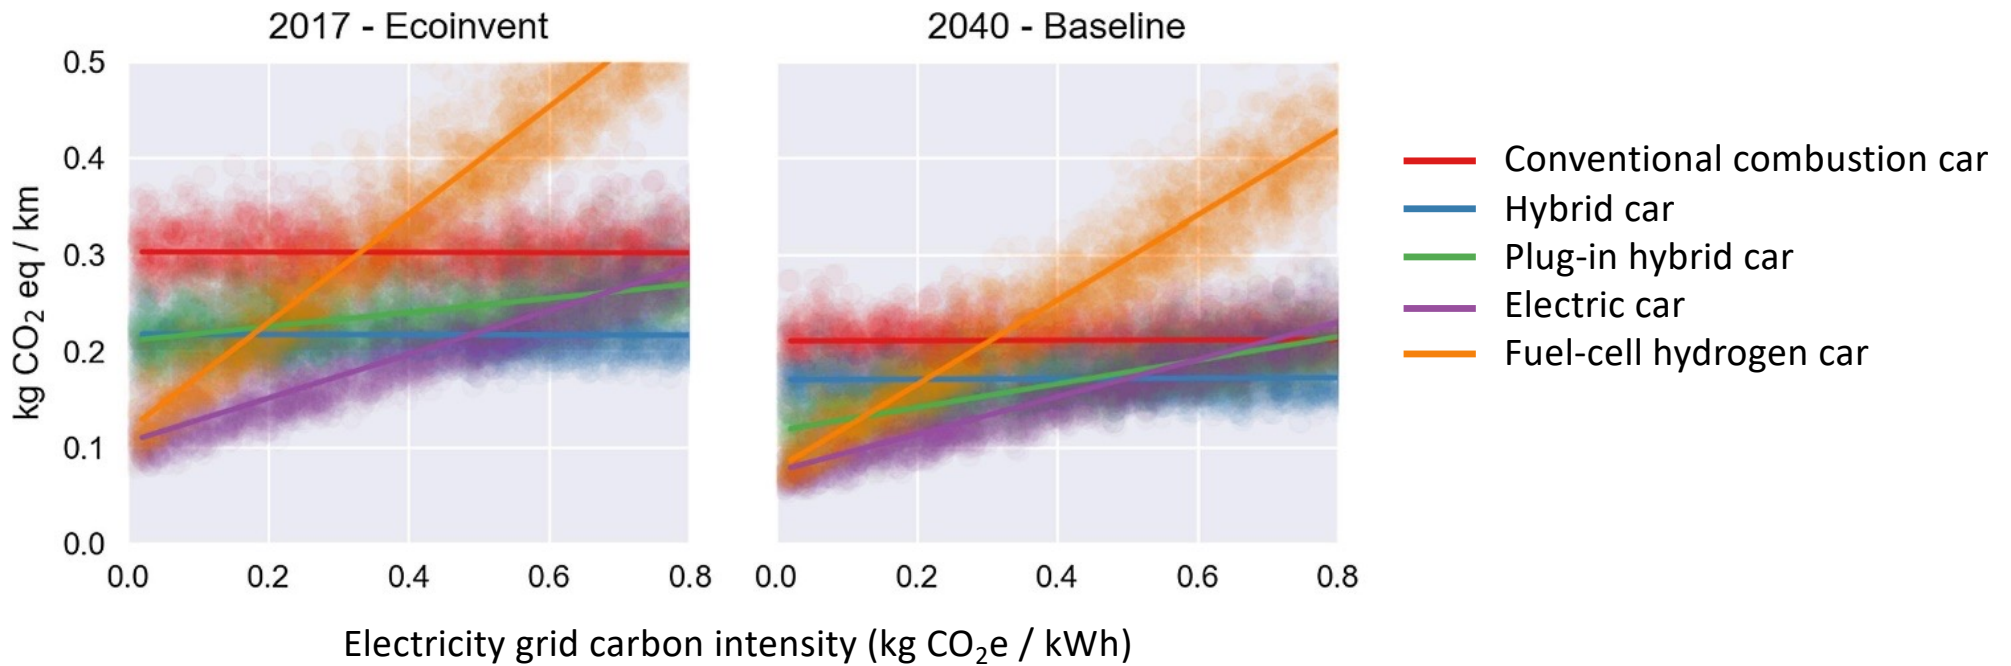 2017 - Ecoinvent
2040 - Baseline
kg CO₂ eq / km
0.5
0.4
0.3
0.2
0.1
0.0
0.0 0.2 0.4 0.6 0.8
0.0 0.2 0.4 0.6 0.8
Electricity grid carbon intensity (kg CO₂e / kWh)
Conventional combustion car
Hybrid car
Plug-in hybrid car
Electric car
Fuel-cell hydrogen car